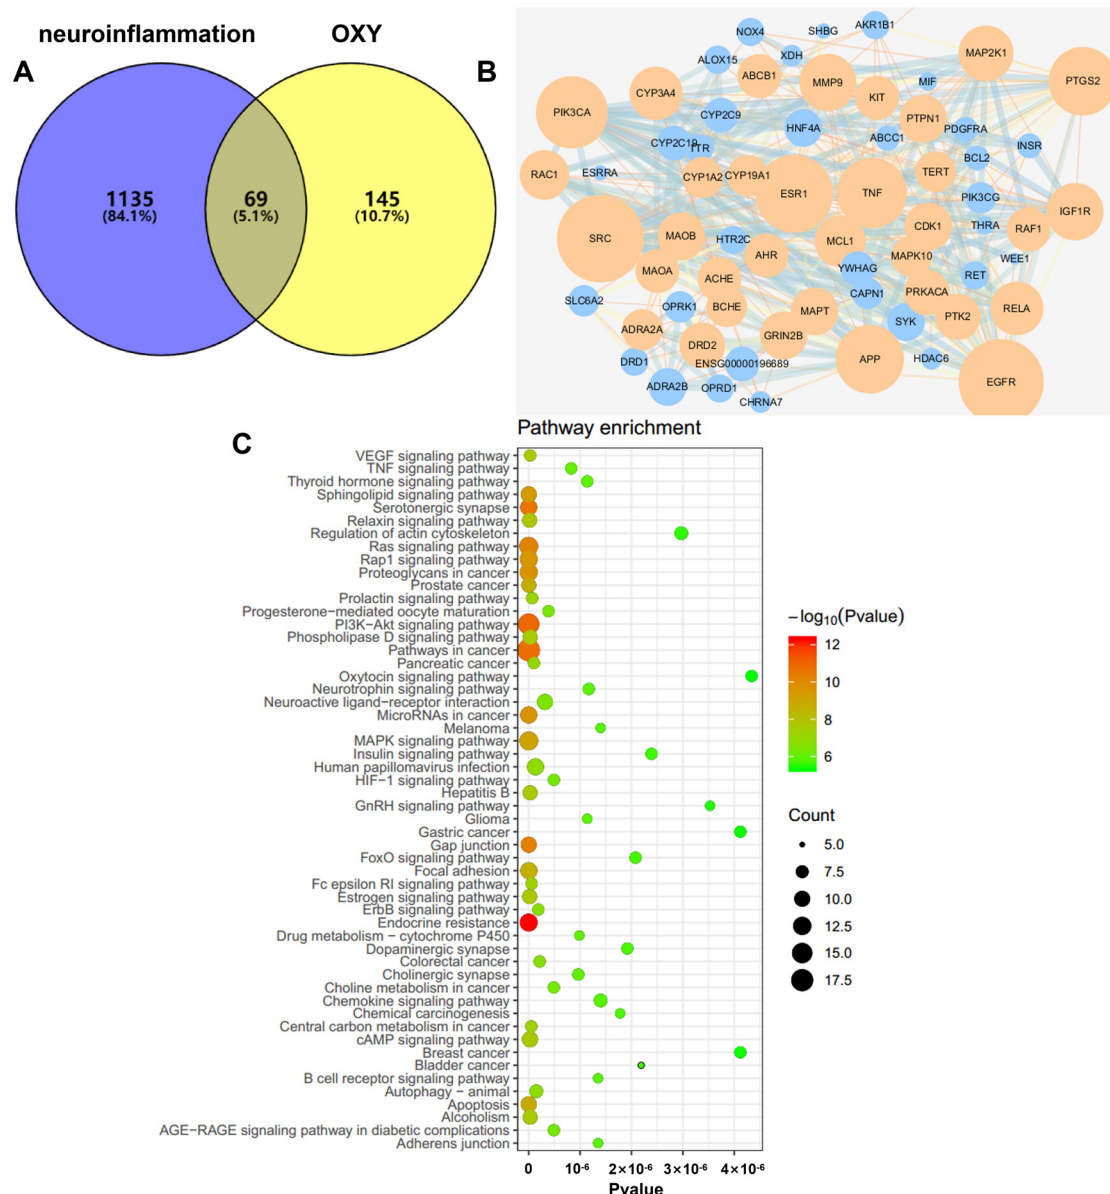 neuroinflammation OXY
A
1135
(84.1%)
69
(5.1%)
145
(10.7%)
B
NOX4
SHBG
AKR1B1
ALOX15
XDH
MAP2K1
CYP3A4
ABCB1
MMP9
KIT
MIF
PTGS2
PIK3CA
CYP2C9
HNF4A
PTPN1
PDGFRA
ABCC1
INSR
CYP2C19
TTR
BCL2
RAC1
ESRRA
CYP1A2
CYP19A1
ESR1
TNF
TERT
PIK3CG
IGF1R
SRC
MAOB
HTR2C
MCL1
CDK1
THRA
RAF1
AHR
MAPK10
WEE1
MAOA
ACHE
YWHAG
RET
SLC6A2
OPRK1
BCHE
CAPN1
PRKACA
RELA
MAPT
SYK
PTK2
ADRA2A
GRIN2B
DRD2
DRD1
ENSG00000196689
APP
HDAC6
ADRA2B
OPRD1
EGFR
CHRNA7
C
Pathway enrichment
VEGF signaling pathway
TNF signaling pathway
Thyroid hormone signaling pathway
Sphingolipid signaling pathway
Serotonergic synapse
Relaxin signaling pathway
Regulation of actin cytoskeleton
Ras signaling pathway
Rap1 signaling pathway
Proteoglycans in cancer
Prostate cancer
Prolactin signaling pathway
Progesterone−mediated oocyte maturation
PI3K−Akt signaling pathway
Phospholipase D signaling pathway
Pathways in cancer
Pancreatic cancer
Oxytocin signaling pathway
Neurotrophin signaling pathway
Neuroactive ligand−receptor interaction
MicroRNAs in cancer
Melanoma
MAPK signaling pathway
Insulin signaling pathway
Human papillomavirus infection
HIF−1 signaling pathway
Hepatitis B
GnRH signaling pathway
Glioma
Gastric cancer
Gap junction
FoxO signaling pathway
Focal adhesion
Fc epsilon RI signaling pathway
Estrogen signaling pathway
ErbB signaling pathway
Endocrine resistance
Drug metabolism − cytochrome P450
Dopaminergic synapse
Colorectal cancer
Cholinergic synapse
Choline metabolism in cancer
Chemokine signaling pathway
Chemical carcinogenesis
Central carbon metabolism in cancer
cAMP signaling pathway
Breast cancer
Bladder cancer
B cell receptor signaling pathway
Autophagy − animal
Apoptosis
Alcoholism
AGE−RAGE signaling pathway in diabetic complications
Adherens junction
0 10⁻⁶ 2×10⁻⁶ 3×10⁻⁶ 4×10⁻⁶
Pvalue
−log₁₀(Pvalue)
12
10
8
6
Count
5.0
7.5
10.0
12.5
15.0
17.5